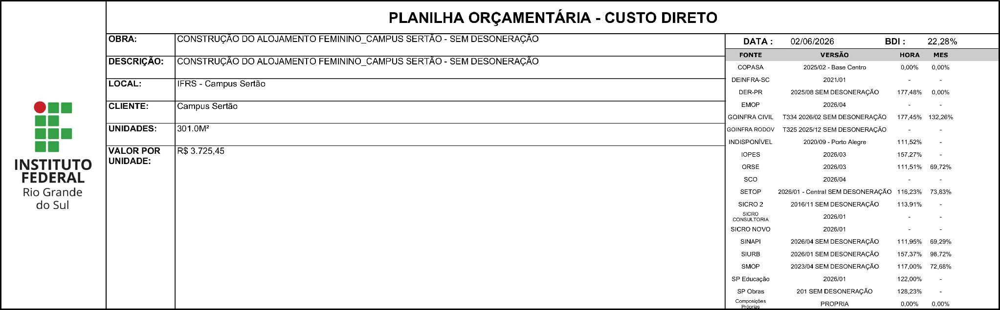 PLANILHA ORÇAMENTÁRIA - CUSTO DIRETO
OBRA: CONSTRUÇÃO DO ALOJAMENTO FEMININO_CAMPUS SERTÃO - SEM DESONERAÇÃO
DESCRIÇÃO: CONSTRUÇÃO DO ALOJAMENTO FEMININO_CAMPUS SERTÃO - SEM DESONERAÇÃO
LOCAL: IFRS - Campus Sertão
CLIENTE: Campus Sertão
UNIDADES: 301.0M²
VALOR POR UNIDADE: R$ 3.725,45
INSTITUTO
FEDERAL
Rio Grande
do Sul
DATA : 02/06/2026 BDI : 22,28%
FONTE VERSÃO HORA MES
COPASA 2025/02 - Base Centro 0,00% 0,00%
DEINFRA-SC 2021/01 - -
DER-PR 2025/08 SEM DESONERAÇÃO 177,48% 0,00%
EMOP 2026/04 - -
GOINFRA CIVIL T334 2026/02 SEM DESONERAÇÃO 177,45% 132,26%
GOINFRA RODOV T325 2025/12 SEM DESONERAÇÃO - -
INDISPONÍVEL 2020/09 - Porto Alegre 111,52% -
IOPES 2026/03 157,27% -
ORSE 2026/03 111,51% 69,72%
SCO 2026/04 - -
SETOP 2026/01 - Central SEM DESONERAÇÃO 116,23% 73,83%
SICRO 2 2016/11 SEM DESONERAÇÃO 113,91% -
SICRO CONSULTORIA 2026/01 - -
SICRO NOVO 2026/01 - -
SINAPI 2026/04 SEM DESONERAÇÃO 111,95% 69,29%
SIURB 2026/01 SEM DESONERAÇÃO 157,37% 98,72%
SMOP 2023/04 SEM DESONERAÇÃO 117,00% 72,68%
SP Educação 2026/01 122,00% -
SP Obras 201 SEM DESONERAÇÃO 128,23% -
Composições Próprias PROPRIA 0,00% 0,00%